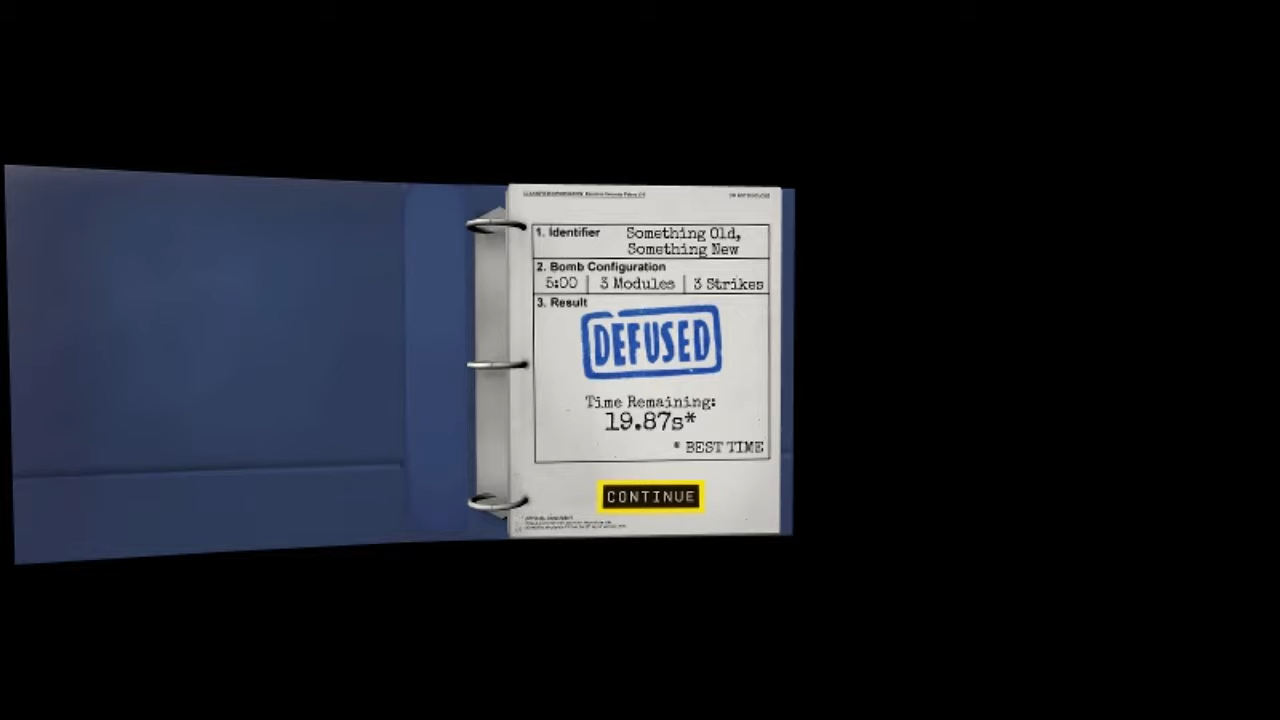 1. Identifier
Something Old,
Something New
2. Bomb Configuration
5:00 | 3 Modules | 3 Strikes
3. Result
DEFUSED
Time Remaining:
19.87s*
* BEST TIME
CONTINUE